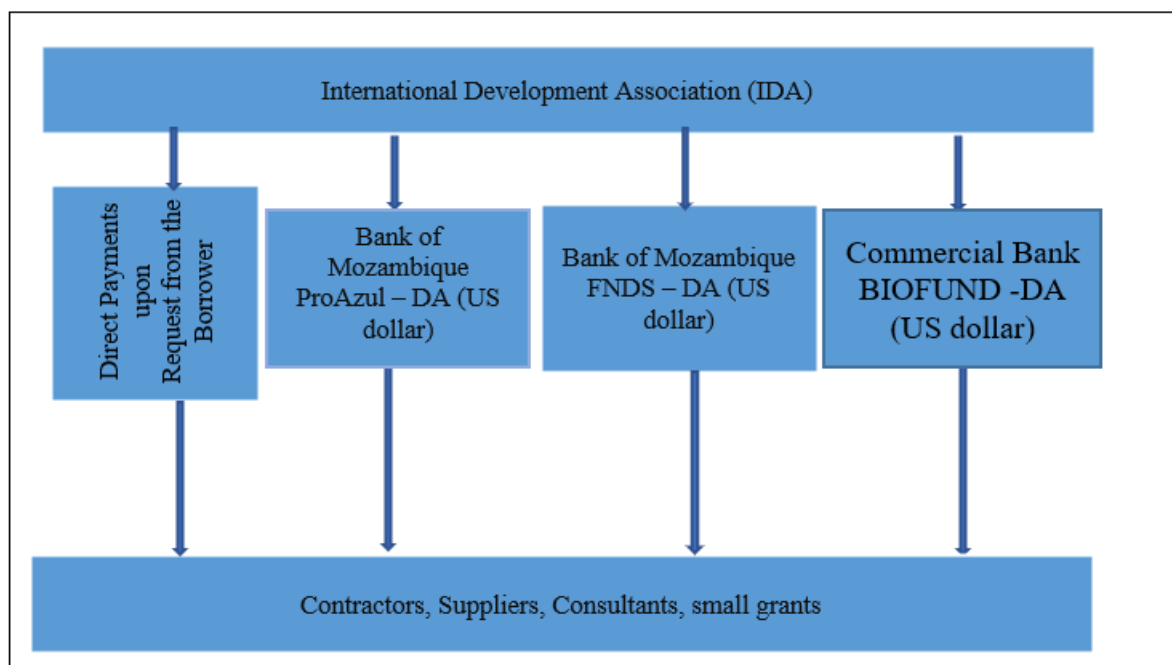 International Development Association (IDA)
Direct Payments
upon
Request from the
Borrower
Bank of
Mozambique
ProAzul – DA (US
dollar)
Bank of Mozambique
FNDS – DA (US
dollar)
Commercial Bank
BIOFUND -DA
(US dollar)
Contractors, Suppliers, Consultants, small grants